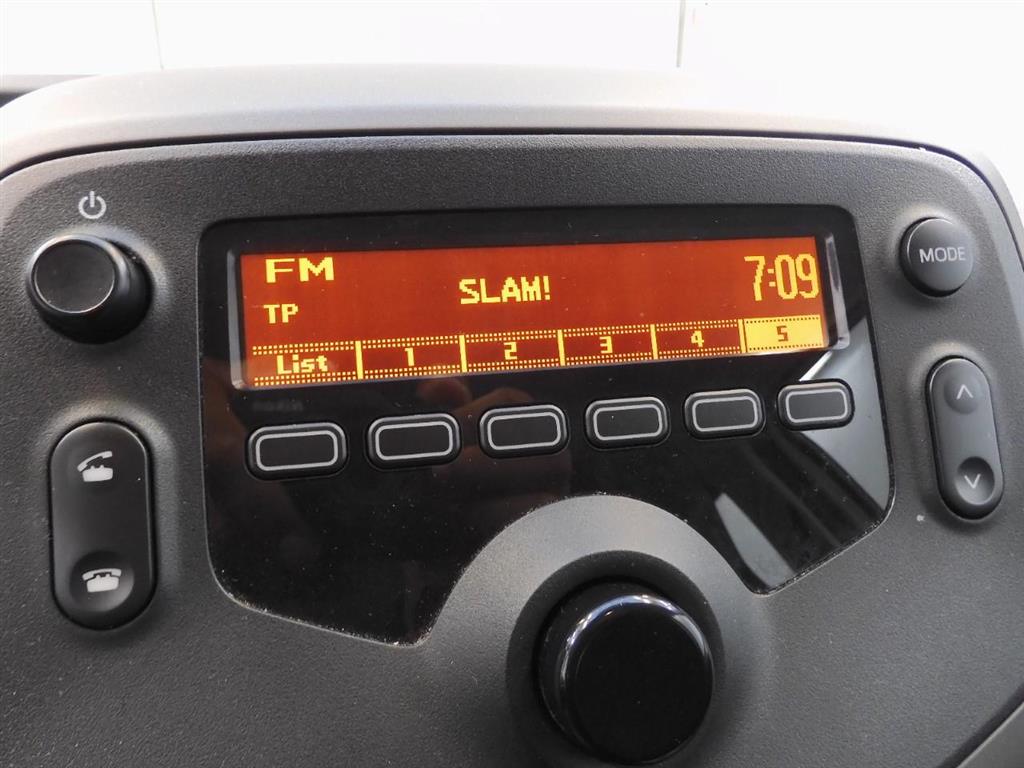 FM
SLAM!
7:09
TP
List 1 2 3 4 5
MODE